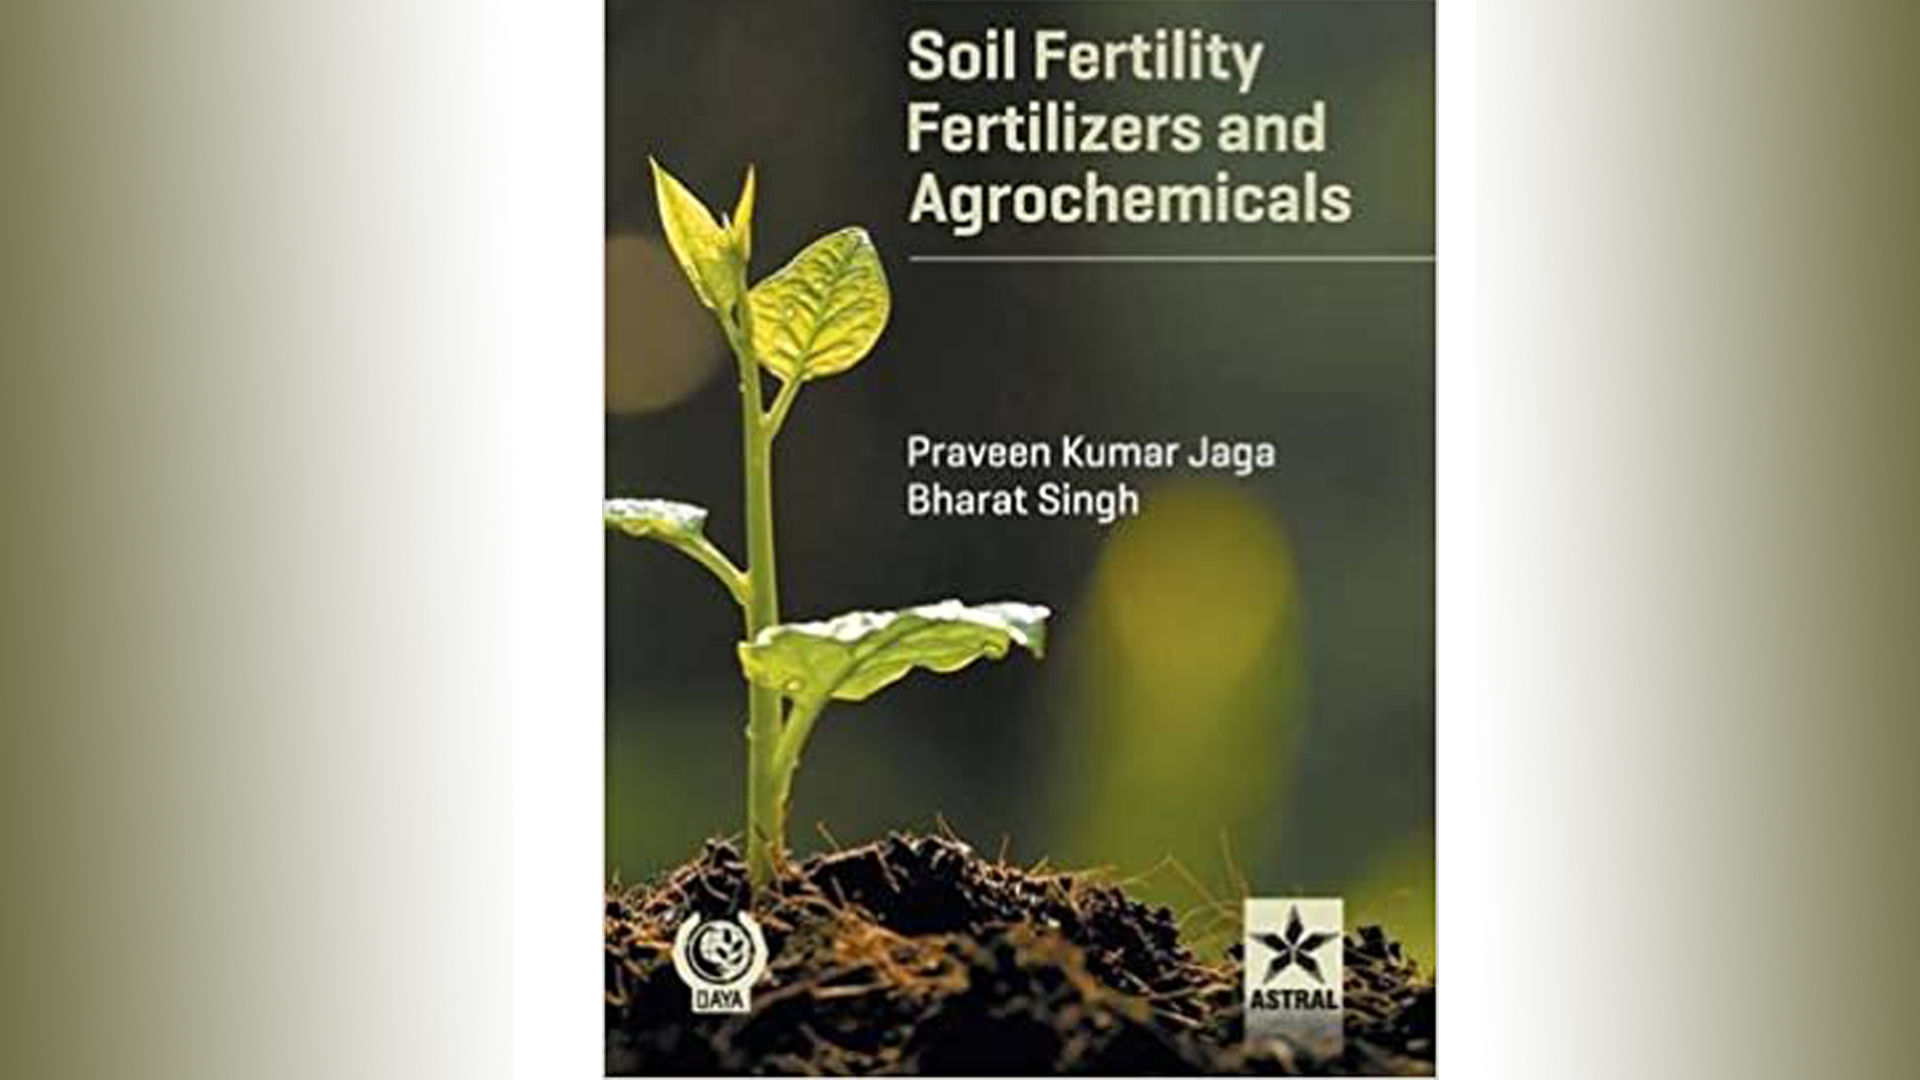 Soil Fertility
Fertilizers and
Agrochemicals
Praveen Kumar Jaga
Bharat Singh
DAYA
ASTRAL